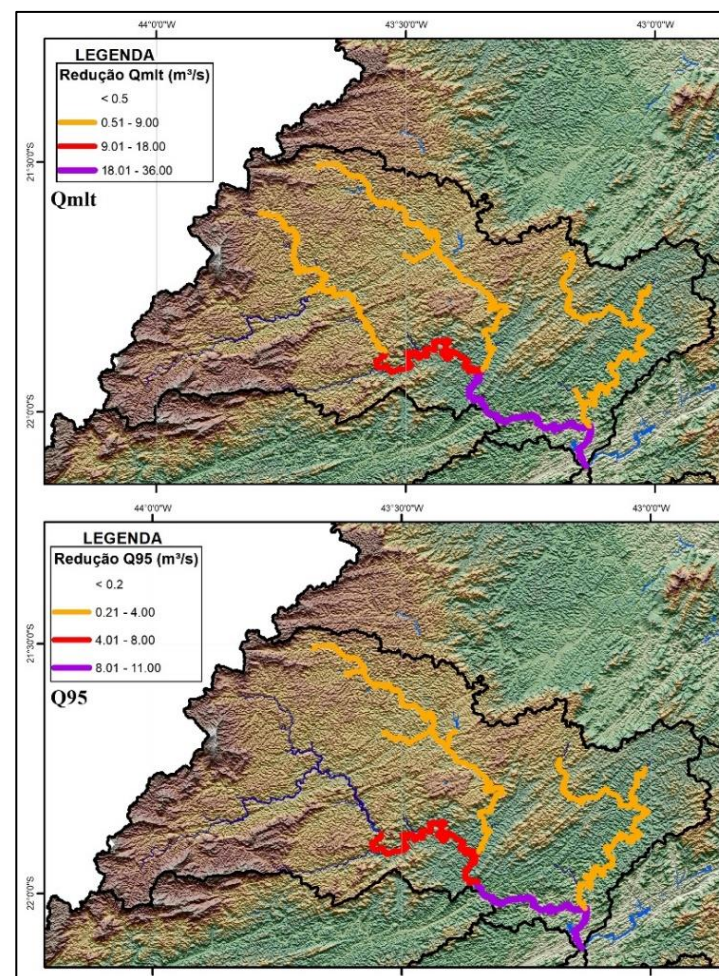 44°0'0"W 43°30'0"W 43°0'0"W
LEGENDA
Redução Qmlt (m³/s)
< 0.5
0.51 - 9.00
9.01 - 18.00
18.01 - 36.00
Qmlt
21°30'0"S
22°0'0"S
44°0'0"W 43°30'0"W 43°0'0"W
LEGENDA
Redução Q95 (m³/s)
< 0.2
0.21 - 4.00
4.01 - 8.00
8.01 - 11.00
Q95
21°30'0"S
22°0'0"S